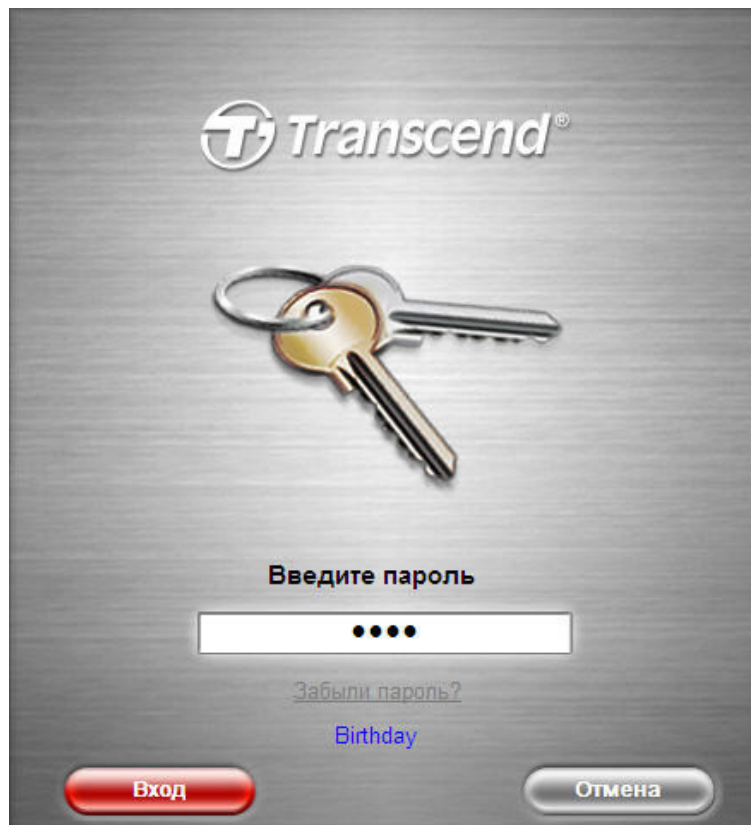 Transcend®
Введите пароль
••••
Забыли пароль?
Birthday
Вход
Отмена